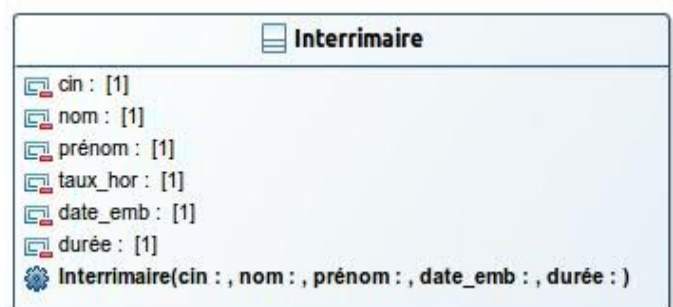 Interrimaire
cin : [1]
nom : [1]
prénom : [1]
taux_hor : [1]
date_emb : [1]
durée : [1]
Interrimaire(cin : , nom : , prénom : , date_emb : , durée : )